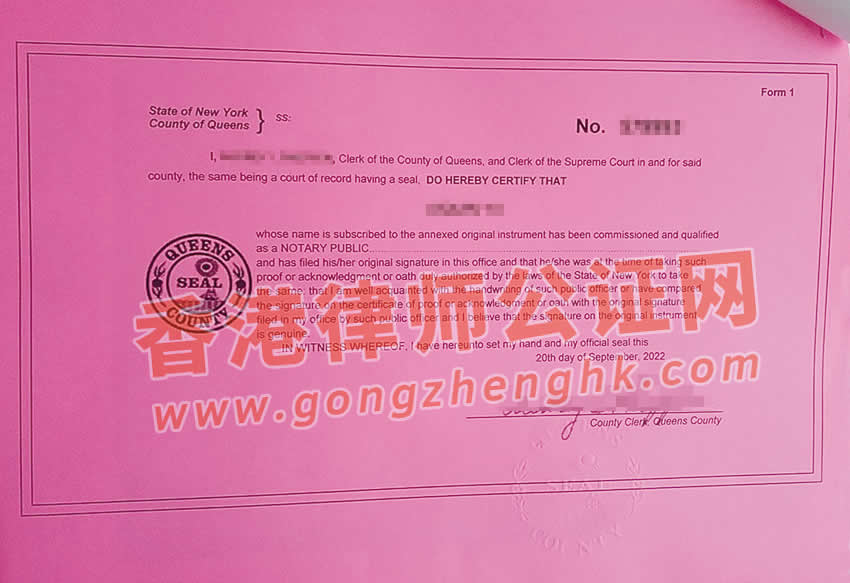 Form 1
State of New York
County of Queens } SS:
No.
I, , Clerk of the County of Queens, and Clerk of the Supreme Court in and for said
county, the same being a court of record having a seal, DO HEREBY CERTIFY THAT
whose name is subscribed to the annexed original instrument has been commissioned and qualified
as a NOTARY PUBLIC
and has filed his/her original signature in this office and that he/she was at the time of taking such
proof or acknowledgment or oath duly authorized by the laws of the State of New York to take
the same; that I am well acquainted with the handwriting of such public officer or have compared
the signature on the certificate of proof or acknowledgment or oath with the original signature
filed in my office by such public officer and I believe that the signature on the original instrument
is genuine.
IN WITNESS WHEREOF, I have hereunto set my hand and my official seal this
20th day of September, 2022
County Clerk, Queens County
QUEENS
SEAL
COUNTY
香港律师公证网
www.gongzhenghk.com
QUEENS
SEAL
COUNTY